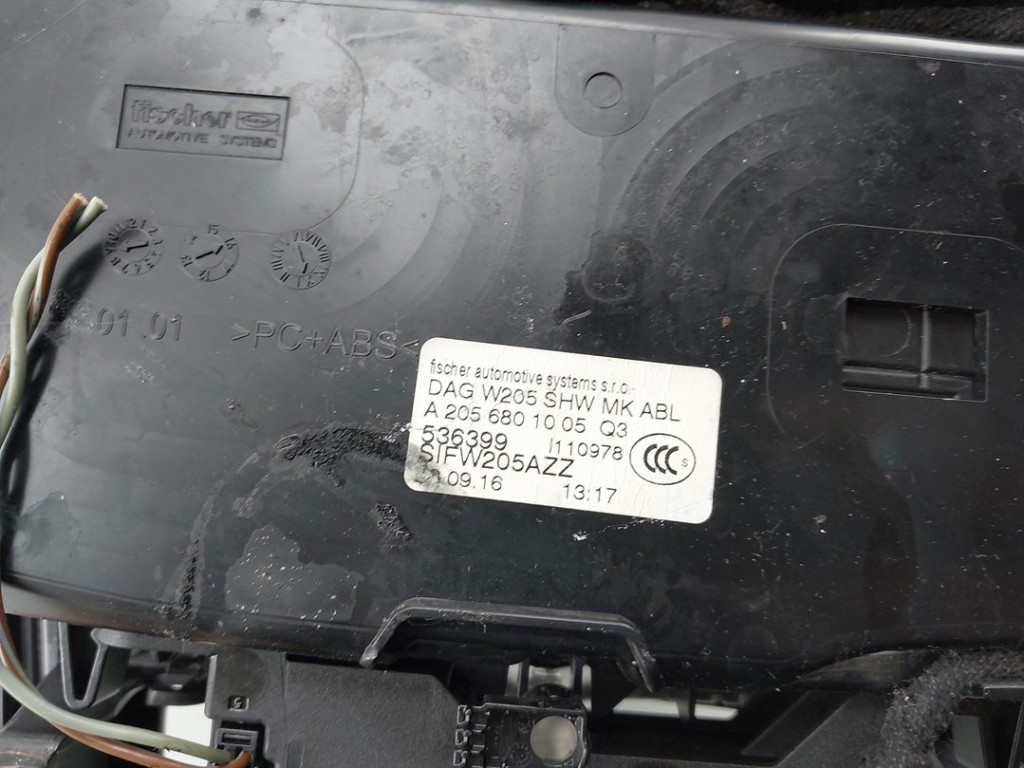 fischer
AUTOMOTIVE SYSTEMS
01.01 >PC+ABS<
fischer automotive systems s.r.o.
DAG W205 SHW MK ABL
A 205 680 10 05 Q3
536399 I110978
SIFW205AZZ
CCC S
09.16 13:17